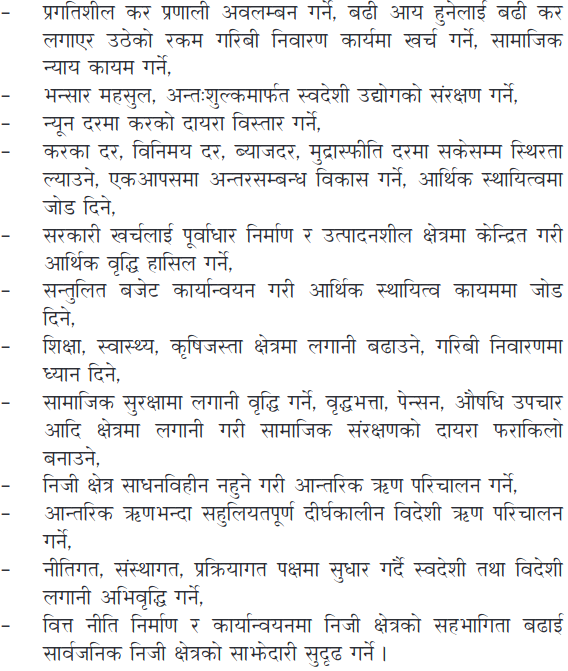 – प्रगतिशील कर प्रणाली अवलम्बन गर्ने, बढी आय हुनेलाई बढी कर
लगाएर उठेको रकम गरिबी निवारण कार्यमा खर्च गर्ने, सामाजिक
न्याय कायम गर्ने,
– भन्सार महसुल, अन्तःशुल्कमार्फत स्वदेशी उद्योगको संरक्षण गर्ने,
– न्यून दरमा करको दायरा विस्तार गर्ने,
– करका दर, विनिमय दर, ब्याजदर, मुद्रास्फीति दरमा सकेसम्म स्थिरता
ल्याउने, एकआपसमा अन्तरसम्बन्ध विकास गर्ने, आर्थिक स्थायित्वमा
जोड दिने,
– सरकारी खर्चलाई पूर्वाधार निर्माण र उत्पादनशील क्षेत्रमा केन्द्रित गरी
आर्थिक वृद्धि हासिल गर्ने,
– सन्तुलित बजेट कार्यान्वयन गरी आर्थिक स्थायित्व कायममा जोड
दिने,
– शिक्षा, स्वास्थ्य, कृषिजस्ता क्षेत्रमा लगानी बढाउने, गरिबी निवारणमा
ध्यान दिने,
– सामाजिक सुरक्षामा लगानी वृद्धि गर्ने, वृद्धभत्ता, पेन्सन, औषधि उपचार
आदि क्षेत्रमा लगानी गरी सामाजिक संरक्षणको दायरा फराकिलो
बनाउने,
– निजी क्षेत्र साधनविहीन नहुने गरी आन्तरिक ऋण परिचालन गर्ने,
– आन्तरिक ऋणभन्दा सहुलियतपूर्ण दीर्घकालीन विदेशी ऋण परिचालन
गर्ने,
– नीतिगत, संस्थागत, प्रक्रियागत पक्षमा सुधार गर्दै स्वदेशी तथा विदेशी
लगानी अभिवृद्धि गर्ने,
– वित्त नीति निर्माण र कार्यान्वयनमा निजी क्षेत्रको सहभागिता बढाई
सार्वजनिक निजी क्षेत्रको साझेदारी सुदृढ गर्ने ।